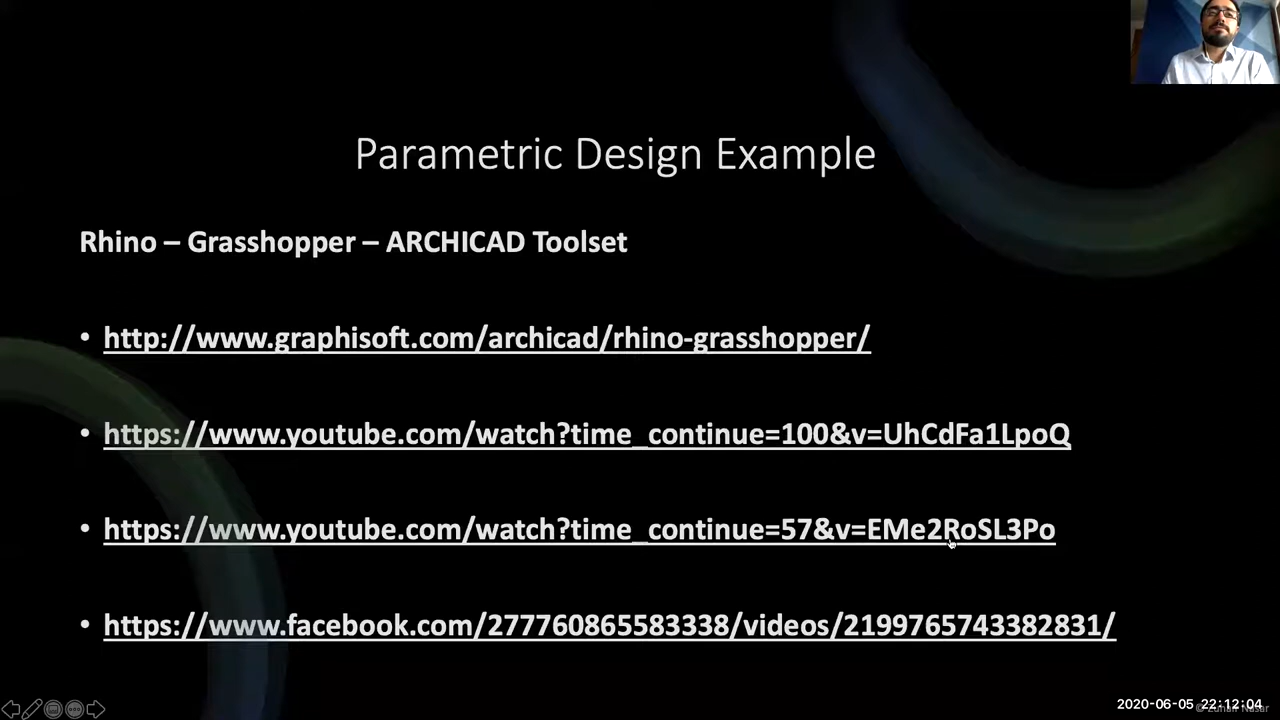 Parametric Design Example
Rhino – Grasshopper – ARCHICAD Toolset
• http://www.graphisoft.com/archicad/rhino-grasshopper/
• https://www.youtube.com/watch?time_continue=100&v=UhCdFa1LpoQ
• https://www.youtube.com/watch?time_continue=57&v=EMe2RoSL3Po
• https://www.facebook.com/277760865583338/videos/2199765743382831/
2020-06-05 22:12:04